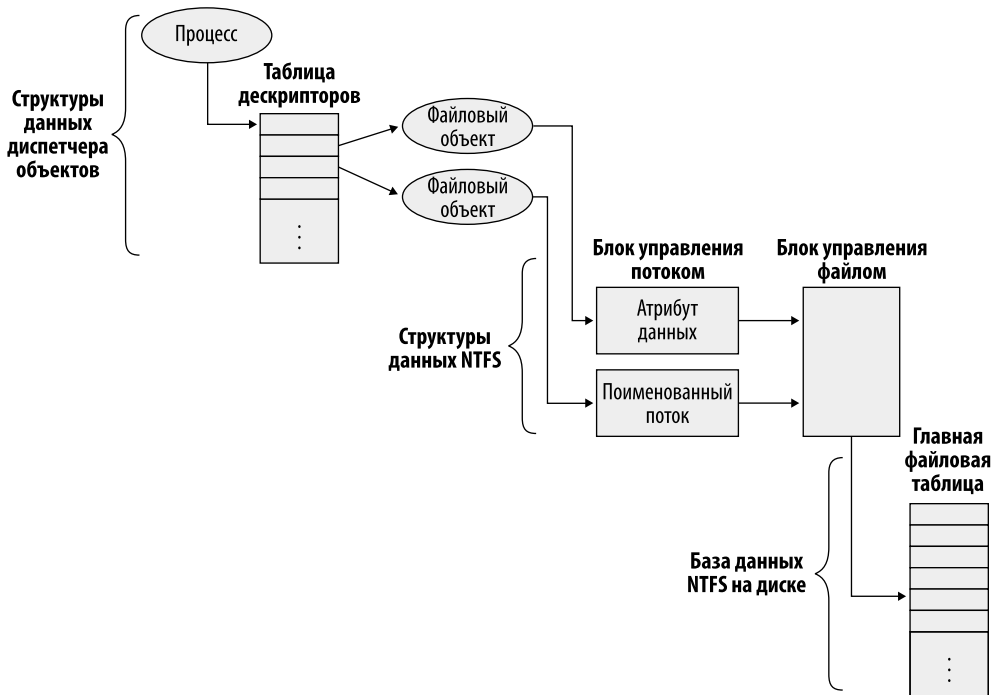 Процесс
Таблица
дескрипторов
Структуры
данных
диспетчера
объектов
Файловый
объект
Файловый
объект
Блок управления
потоком
Блок управления
файлом
Атрибут
данных
Структуры
данных NTFS
Поименованный
поток
Главная
файловая
таблица
База данных
NTFS на диске